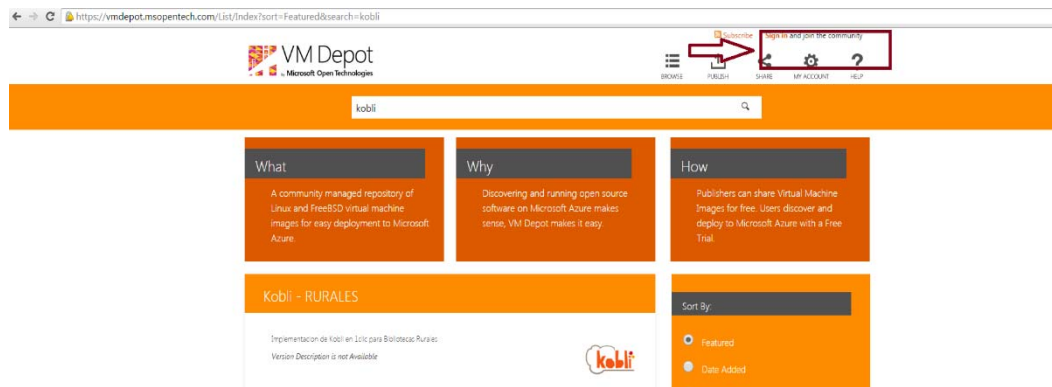 https://vmdepot.msopentech.com/List/Index?sort=Featured&search=kobli
Subscribe Sign In and join the community
VM Depot
by Microsoft Open Technologies
BROWSE PUBLISH SHARE MY ACCOUNT HELP
kobli
What
A community managed repository of
Linux and FreeBSD virtual machine
images for easy deployment to Microsoft
Azure.
Why
Discovering and running open source
software on Microsoft Azure makes
sense, VM Depot makes it easy.
How
Publishers can share Virtual Machine
Images for free. Users discover and
deploy to Microsoft Azure with a Free
Trial.
Kobli - RURALES
Implementacion de Kobli en 1clic para Bibliotecas Rurales
Version Description is not Available
kobli
Sort By:
Featured
Date Added